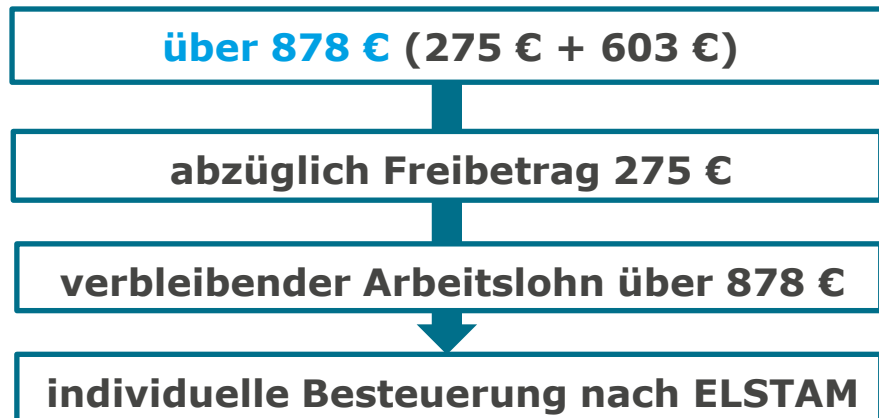 über 878 € (275 € + 603 €)
abzüglich Freibetrag 275 €
verbleibender Arbeitslohn über 878 €
individuelle Besteuerung nach ELSTAM